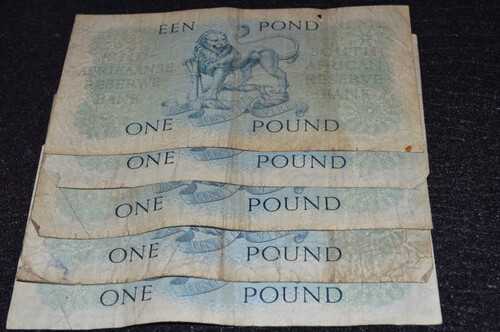 EEN POND
SUID SOUTH
AFRIKAANSE AFRICAN
RESERWE RESERVE
BANK BANK
ONE POUND
ONE POUND
ONE POUND
ONE POUND
ONE POUND